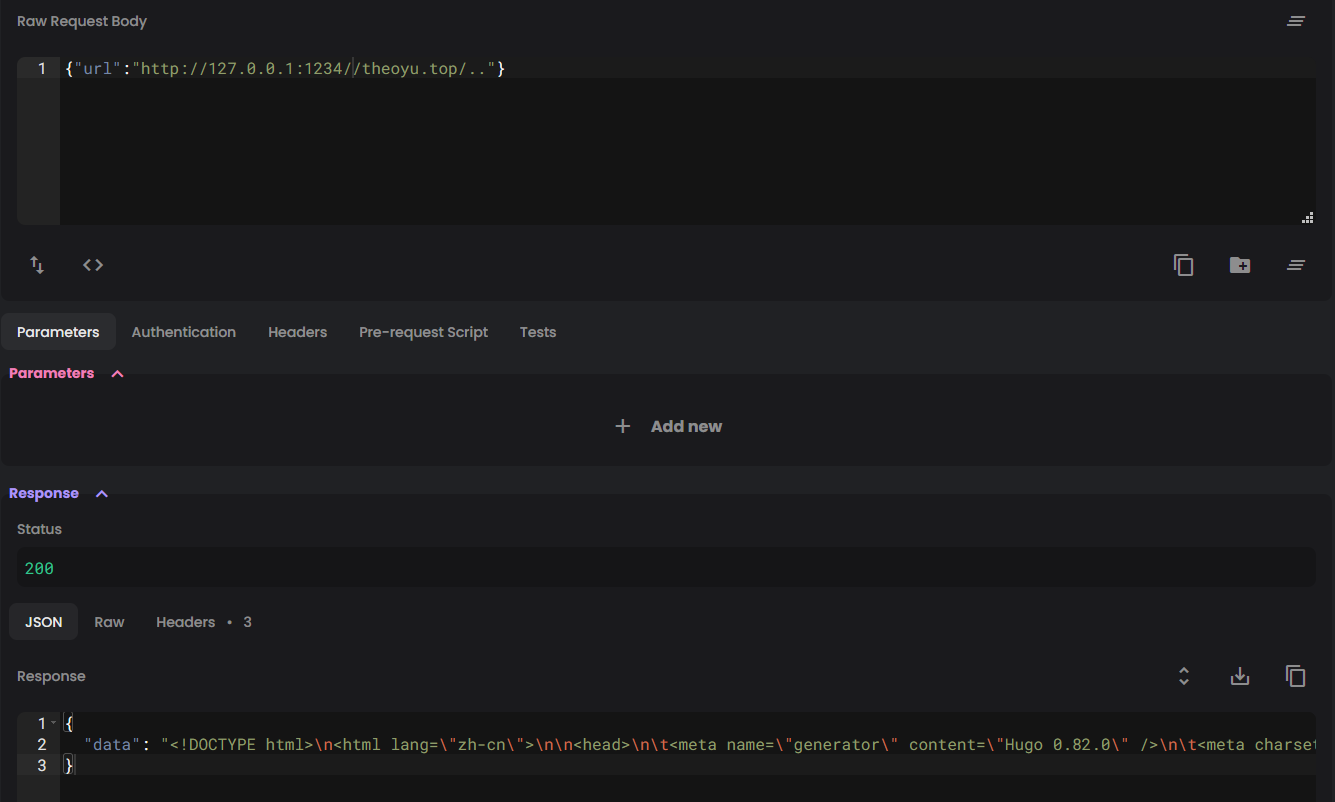 Raw Request Body
1 {"url":"http://127.0.0.1:1234//theoyu.top/.."}
Parameters Authentication Headers Pre-request Script Tests
Parameters
+ Add new
Response
Status
200
JSON Raw Headers • 3
Response
1 {
2 "data": "<!DOCTYPE html>\n<html lang=\"zh-cn\">\n\n<head>\n\t<meta name=\"generator\" content=\"Hugo 0.82.0\" />\n\t<meta charset
3 }